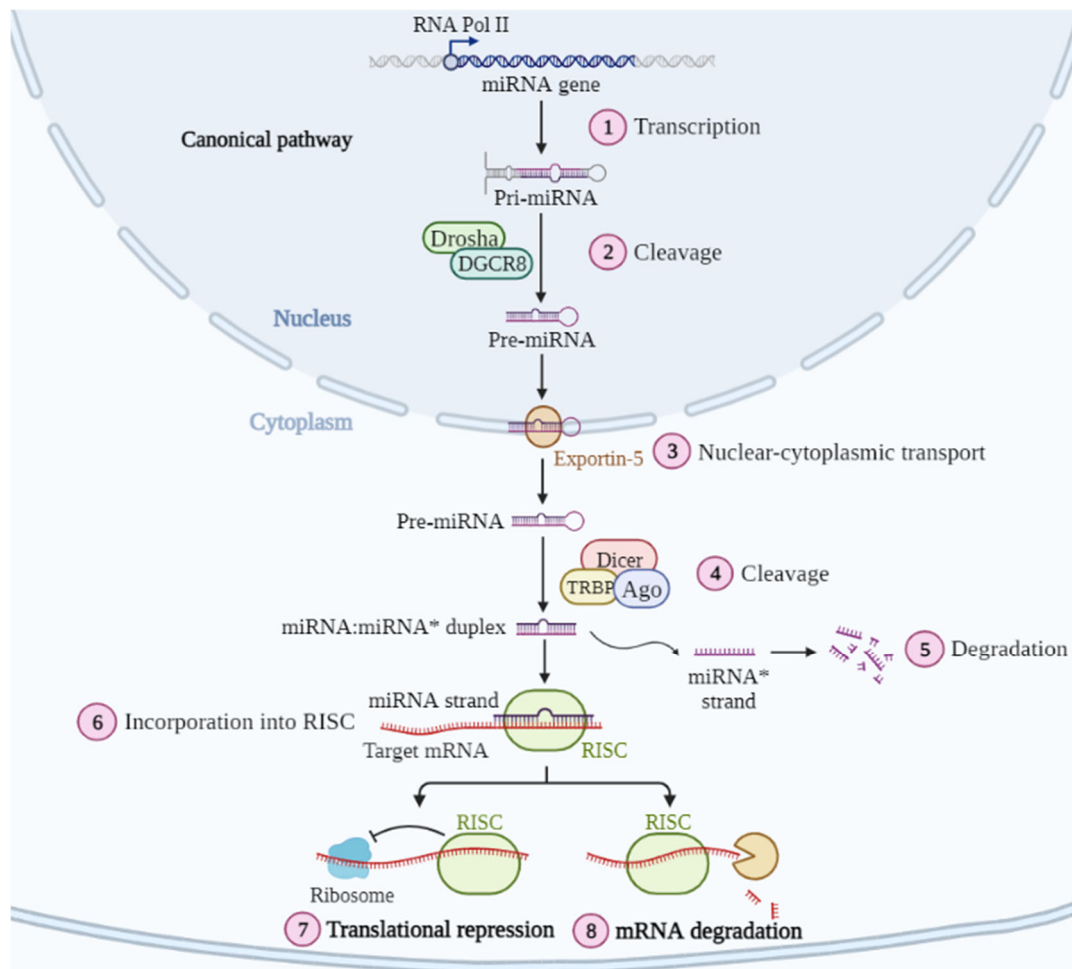 RNA Pol II
miRNA gene
1 Transcription
Canonical pathway
Pri-miRNA
Drosha
DGCR8
2 Cleavage
Nucleus
Pre-miRNA
Cytoplasm
Exportin-5
3 Nuclear-cytoplasmic transport
Pre-miRNA
Dicer
TRBP
Ago
4 Cleavage
miRNA:miRNA* duplex
miRNA*
strand
5 Degradation
6 Incorporation into RISC
miRNA strand
Target mRNA
RISC
RISC
Ribosome
RISC
7 Translational repression
8 mRNA degradation